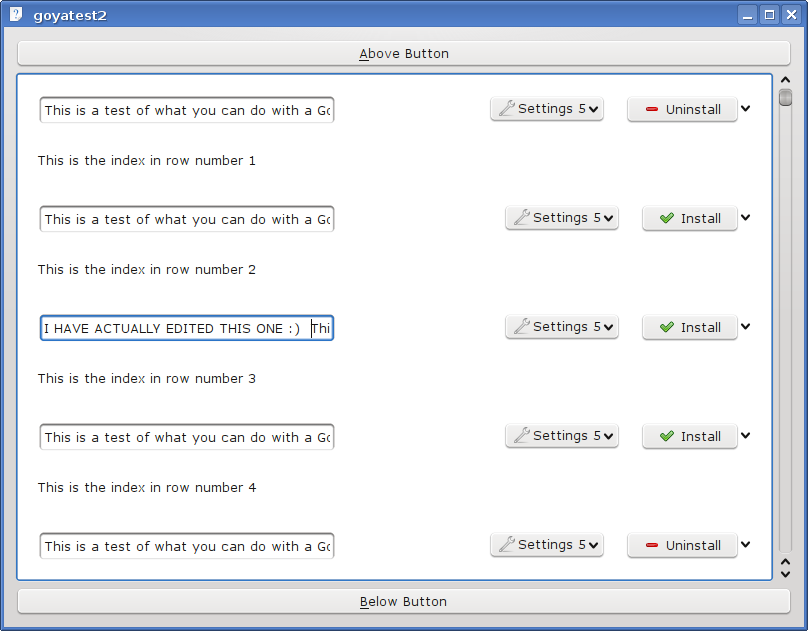 goyatest2
Above Button
This is a test of what you can do with a Go Settings 5 Uninstall
This is the index in row number 1
This is a test of what you can do with a Go Settings 5 Install
This is the index in row number 2
I HAVE ACTUALLY EDITED THIS ONE :) Thi Settings 5 Install
This is the index in row number 3
This is a test of what you can do with a Go Settings 5 Install
This is the index in row number 4
This is a test of what you can do with a Go Settings 5 Uninstall
Below Button